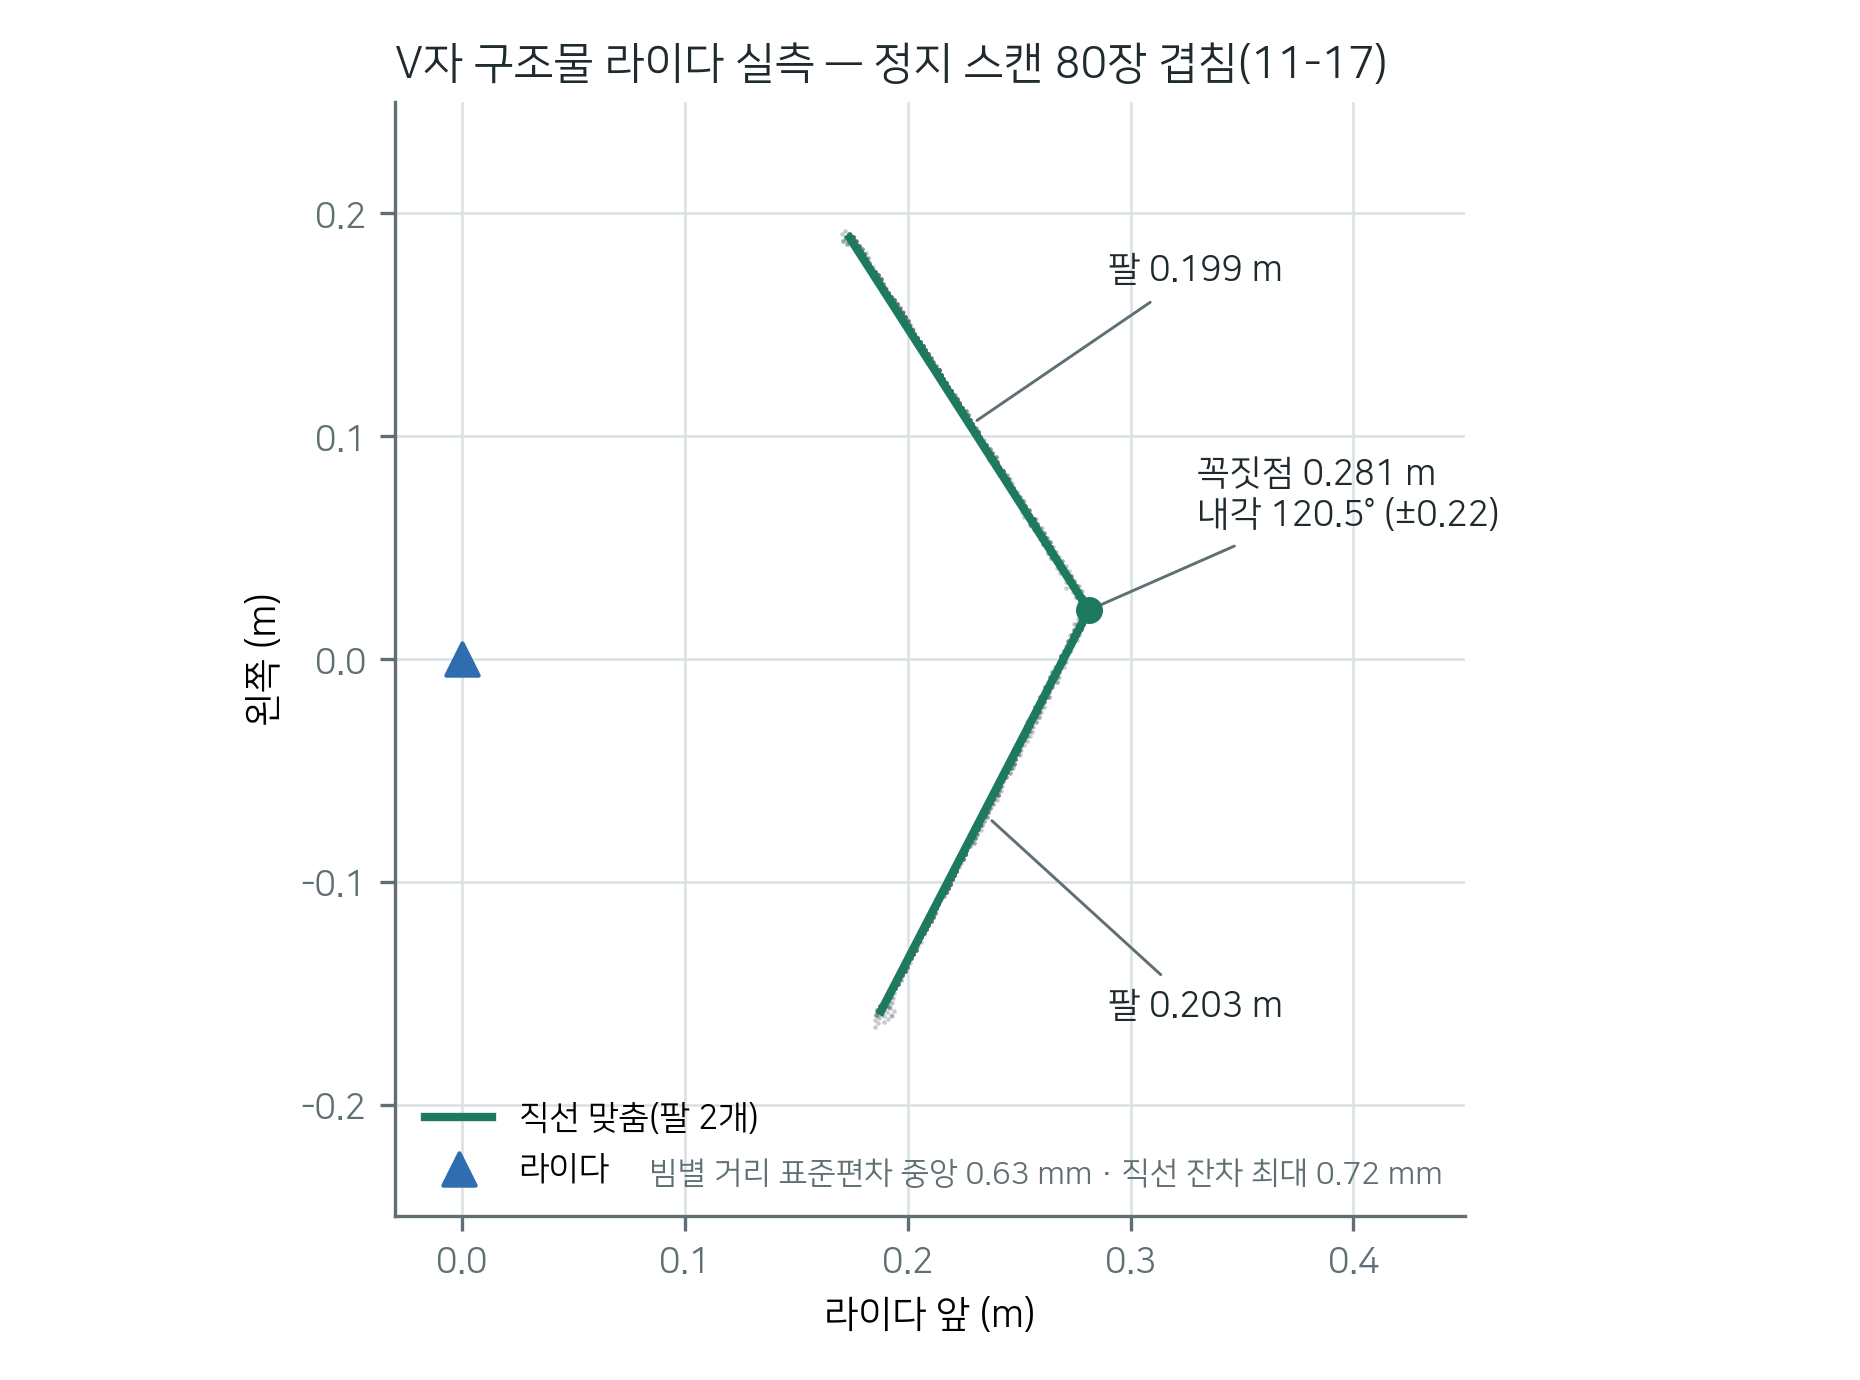 V자 구조물 라이다 실측 — 정지 스캔 80장 겹침(11-17)
0.2
0.1
0.0
-0.1
-0.2
왼쪽 (m)
팔 0.199 m
꼭짓점 0.281 m
내각 120.5° (±0.22)
팔 0.203 m
직선 맞춤(팔 2개)
라이다
빔별 거리 표준편차 중앙 0.63 mm · 직선 잔차 최대 0.72 mm
0.0
0.1
0.2
0.3
0.4
라이다 앞 (m)